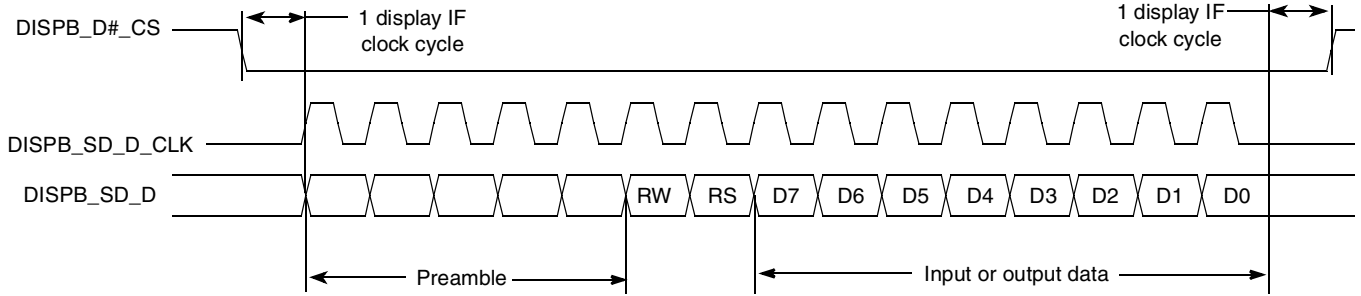 DISPB_D#_CS
1 display IF
clock cycle
1 display IF
clock cycle
DISPB_SD_D_CLK
DISPB_SD_D
RW
RS
D7
D6
D5
D4
D3
D2
D1
D0
Preamble
Input or output data